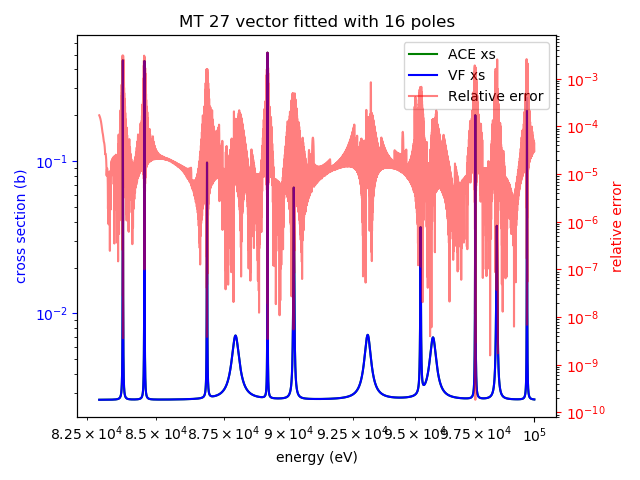 MT 27 vector fitted with 16 poles
ACE xs
VF xs
Relative error
cross section (b)
10⁻¹
10⁻²
10⁻³
10⁻⁴
10⁻⁵
10⁻⁶
10⁻⁷
10⁻⁸
10⁻⁹
10⁻¹⁰
relative error
8.25 × 10⁴ 8.5 × 10⁴ 8.75 × 10⁴ 9 × 10⁴ 9.25 × 10⁴ 9.5 × 10⁴ 9.75 × 10⁴ 10⁵
energy (eV)